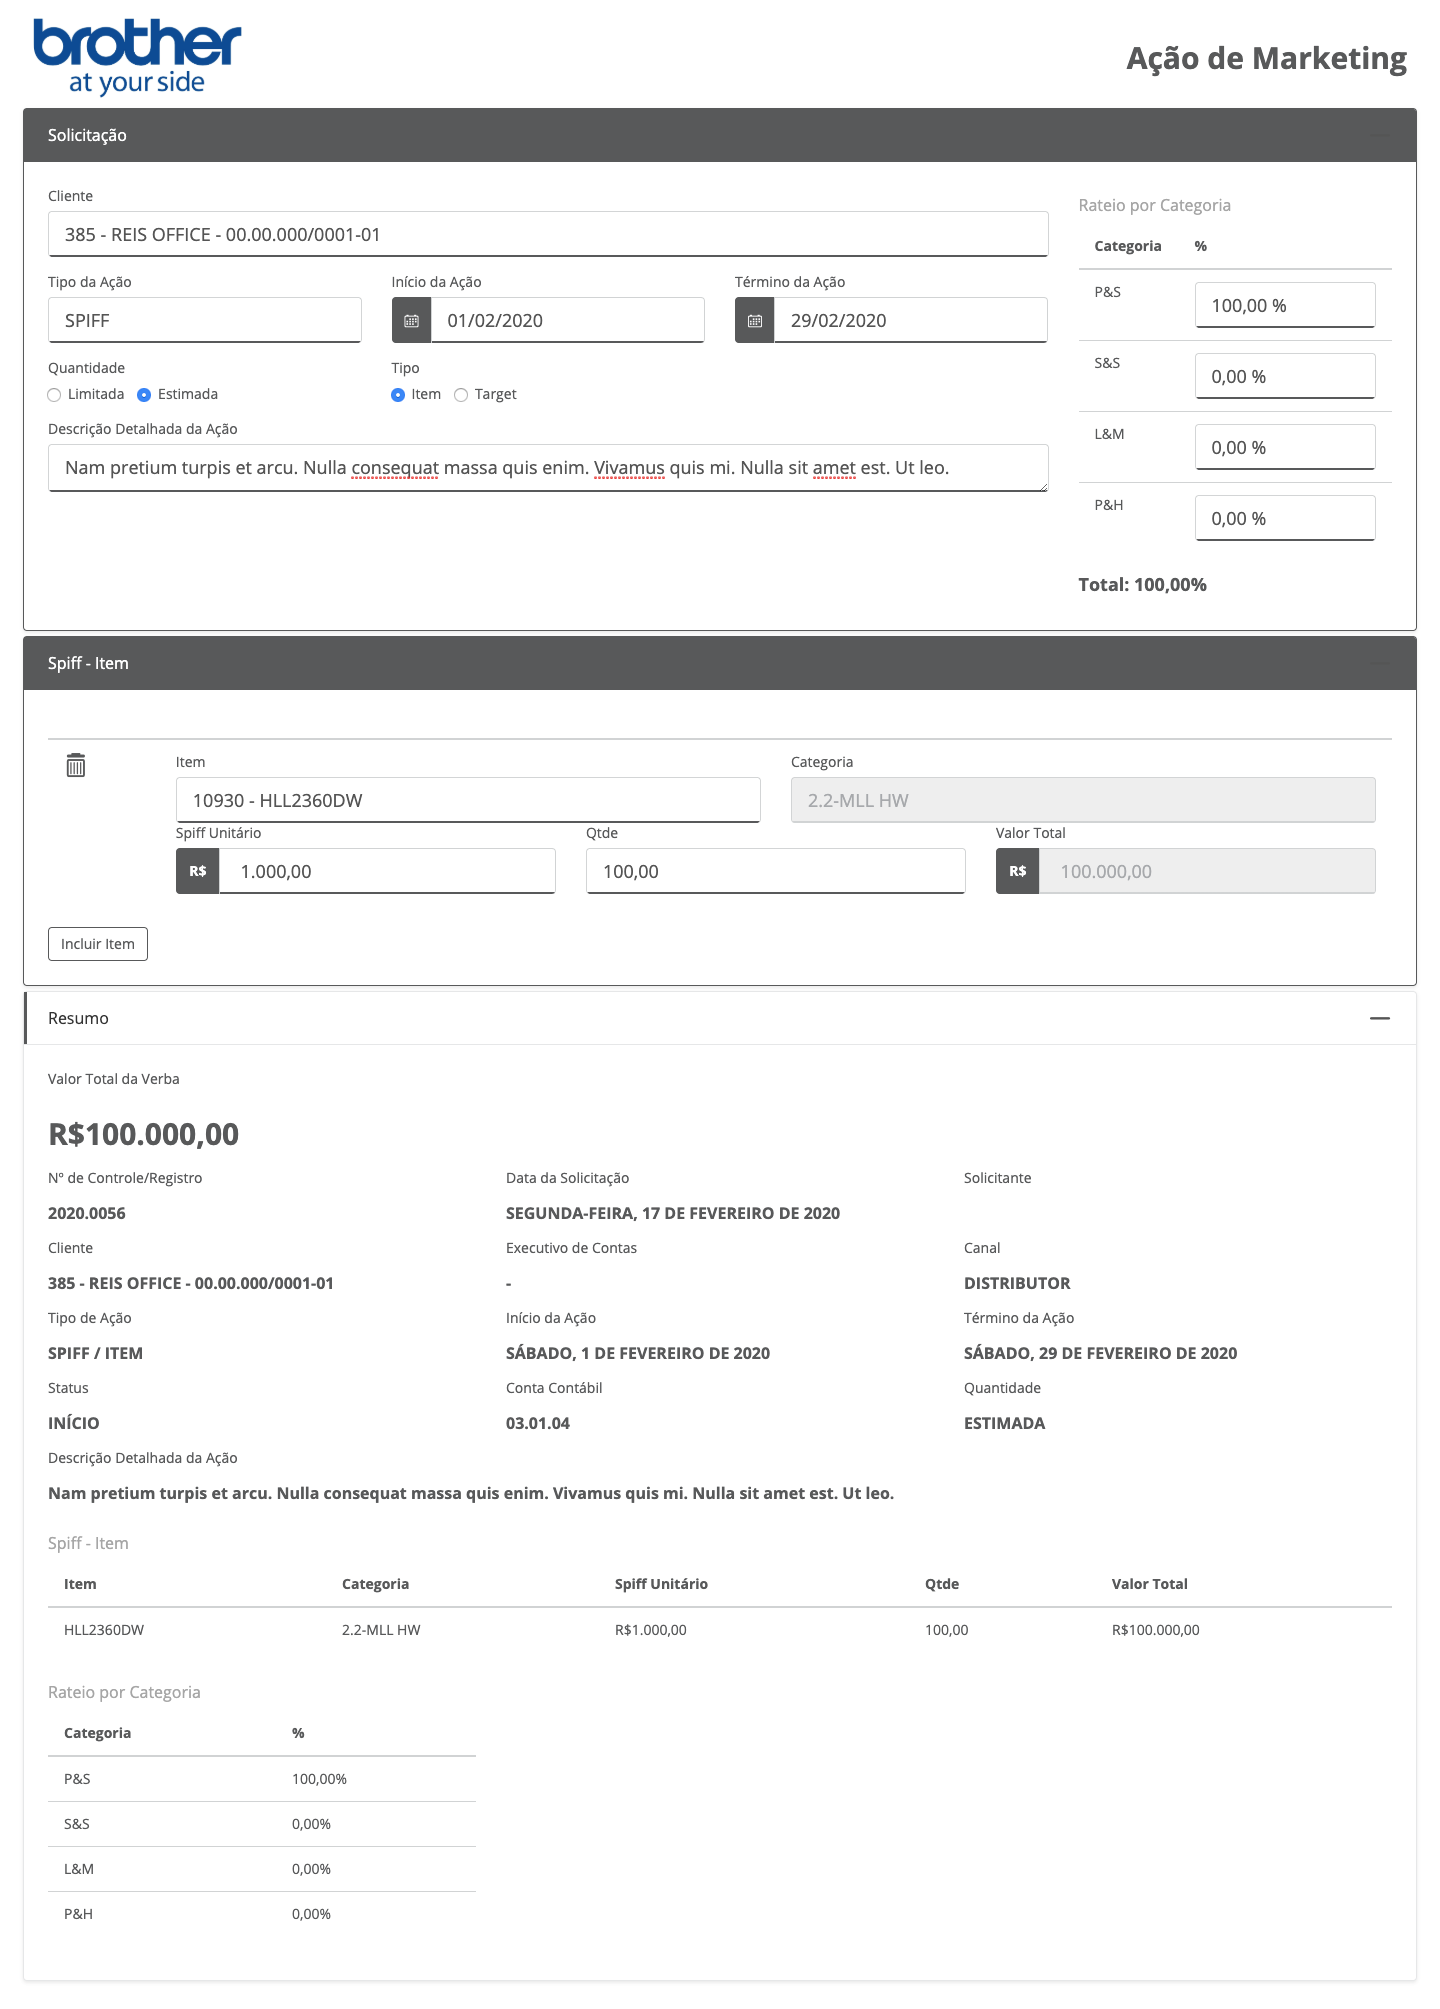 brother
at your side
Ação de Marketing
Solicitação
Cliente
385 - REIS OFFICE - 00.00.000/0001-01
Tipo da Ação Início da Ação Término da Ação
SPIFF 01/02/2020 29/02/2020
Quantidade Tipo
Limitada Estimada Item Target
Descrição Detalhada da Ação
Nam pretium turpis et arcu. Nulla consequat massa quis enim. Vivamus quis mi. Nulla sit amet est. Ut leo.
Rateio por Categoria
Categoria %
P&S 100,00 %
S&S 0,00 %
L&M 0,00 %
P&H 0,00 %
Total: 100,00%
Spiff - Item
Item Categoria
10930 - HLL2360DW 2.2-MLL HW
Spiff Unitário Qtde Valor Total
R$ 1.000,00 100,00 R$ 100.000,00
Incluir Item
Resumo
Valor Total da Verba
R$100.000,00
Nº de Controle/Registro Data da Solicitação Solicitante
2020.0056 SEGUNDA-FEIRA, 17 DE FEVEREIRO DE 2020
Cliente Executivo de Contas Canal
385 - REIS OFFICE - 00.00.000/0001-01 - DISTRIBUTOR
Tipo de Ação Início da Ação Término da Ação
SPIFF / ITEM SÁBADO, 1 DE FEVEREIRO DE 2020 SÁBADO, 29 DE FEVEREIRO DE 2020
Status Conta Contábil Quantidade
INÍCIO 03.01.04 ESTIMADA
Descrição Detalhada da Ação
Nam pretium turpis et arcu. Nulla consequat massa quis enim. Vivamus quis mi. Nulla sit amet est. Ut leo.
Spiff - Item
Item Categoria Spiff Unitário Qtde Valor Total
HLL2360DW 2.2-MLL HW R$1.000,00 100,00 R$100.000,00
Rateio por Categoria
Categoria %
P&S 100,00%
S&S 0,00%
L&M 0,00%
P&H 0,00%